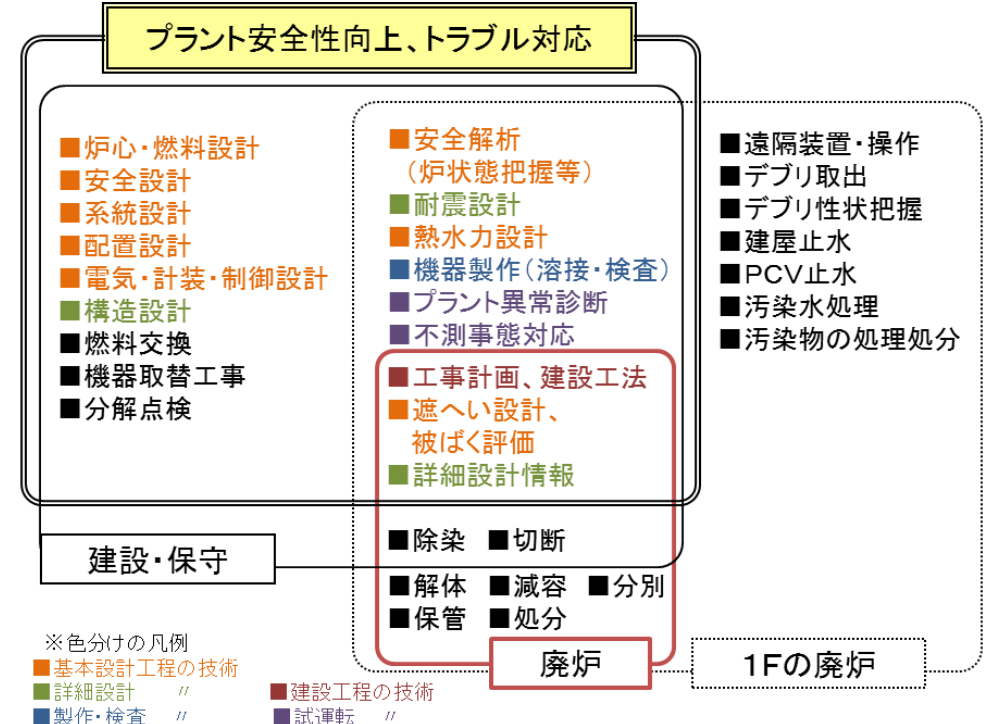 プラント安全性向上、トラブル対応
■炉心・燃料設計
■安全設計
■系統設計
■配置設計
■電気・計装・制御設計
■構造設計
■燃料交換
■機器取替工事
■分解点検
■安全解析
（炉状態把握等）
■耐震設計
■熱水力設計
■機器製作（溶接・検査）
■プラント異常診断
■不測事態対応
■工事計画、建設工法
■遮へい設計、
被ばく評価
■詳細設計情報
■除染 ■切断
■解体 ■減容 ■分別
■保管 ■処分
■遠隔装置・操作
■デブリ取出
■デブリ性状把握
■建屋止水
■PCV止水
■汚染水処理
■汚染物の処理処分
建設・保守
廃炉
1Fの廃炉
※色分けの凡例
■基本設計工程の技術
■詳細設計 〃 ■建設工程の技術
■製作・検査 〃 ■試運転 〃